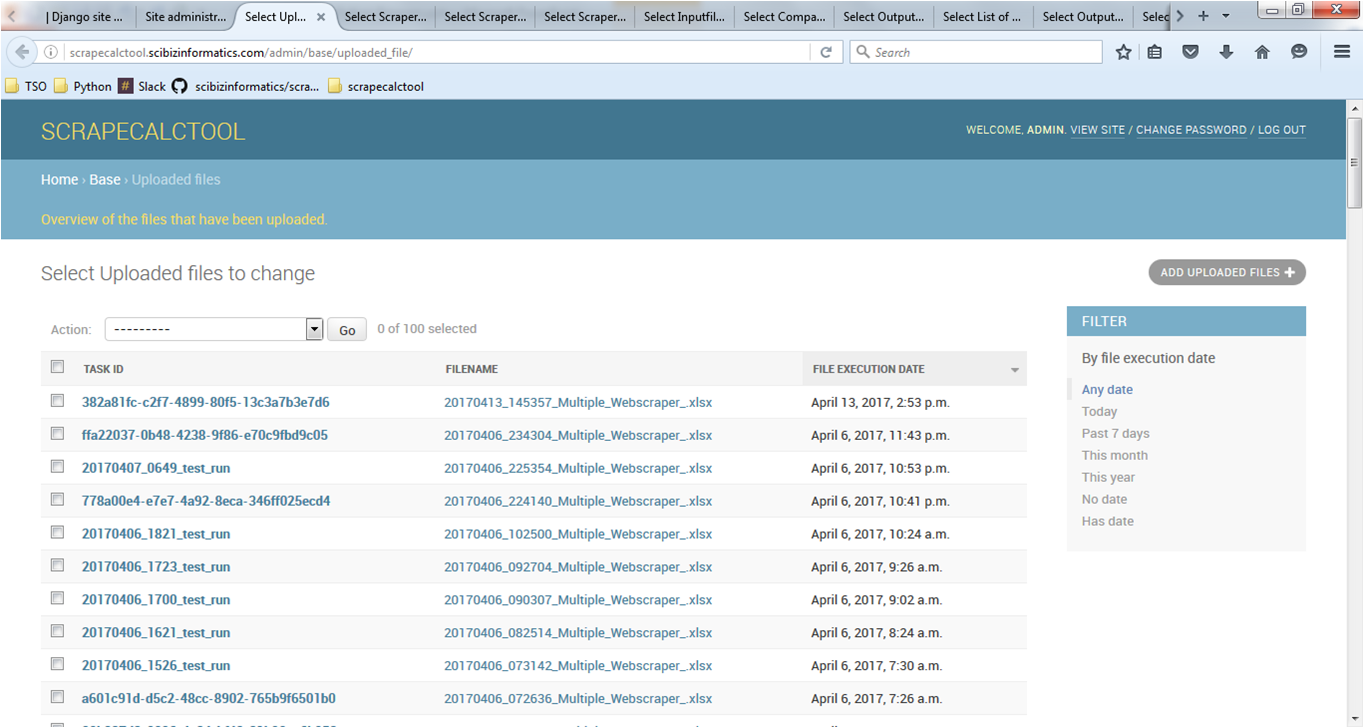 | Django site ... Site administr... Select Upl... Select Scraper... Select Scraper... Select Scraper... Select Inputfil... Select Compa... Select Output... Select List of ... Select Output... Selec
scrapecalctool.scibizinformatics.com/admin/base/uploaded_file/ Search
TSO Python # Slack scibizinformatics/scra... scrapecalctool
SCRAPECALCTOOL
WELCOME, ADMIN. VIEW SITE / CHANGE PASSWORD / LOG OUT
Home › Base › Uploaded files
Overview of the files that have been uploaded.
Select Uploaded files to change
ADD UPLOADED FILES +
Action: --------- Go 0 of 100 selected
TASK ID FILENAME FILE EXECUTION DATE
382a81fc-c2f7-4899-80f5-13c3a7b3e7d6 20170413_145357_Multiple_Webscraper_.xlsx April 13, 2017, 2:53 p.m.
ffa22037-0b48-4238-9f86-e70c9fbd9c05 20170406_234304_Multiple_Webscraper_.xlsx April 6, 2017, 11:43 p.m.
20170407_0649_test_run 20170406_225354_Multiple_Webscraper_.xlsx April 6, 2017, 10:53 p.m.
778a00e4-e7e7-4a92-8eca-346ff025ecd4 20170406_224140_Multiple_Webscraper_.xlsx April 6, 2017, 10:41 p.m.
20170406_1821_test_run 20170406_102500_Multiple_Webscraper_.xlsx April 6, 2017, 10:24 a.m.
20170406_1723_test_run 20170406_092704_Multiple_Webscraper_.xlsx April 6, 2017, 9:26 a.m.
20170406_1700_test_run 20170406_090307_Multiple_Webscraper_.xlsx April 6, 2017, 9:02 a.m.
20170406_1621_test_run 20170406_082514_Multiple_Webscraper_.xlsx April 6, 2017, 8:24 a.m.
20170406_1526_test_run 20170406_073142_Multiple_Webscraper_.xlsx April 6, 2017, 7:30 a.m.
a601c91d-d5c2-48cc-8902-765b9f6501b0 20170406_072636_Multiple_Webscraper_.xlsx April 6, 2017, 7:26 a.m.
FILTER
By file execution date
Any date
Today
Past 7 days
This month
This year
No date
Has date